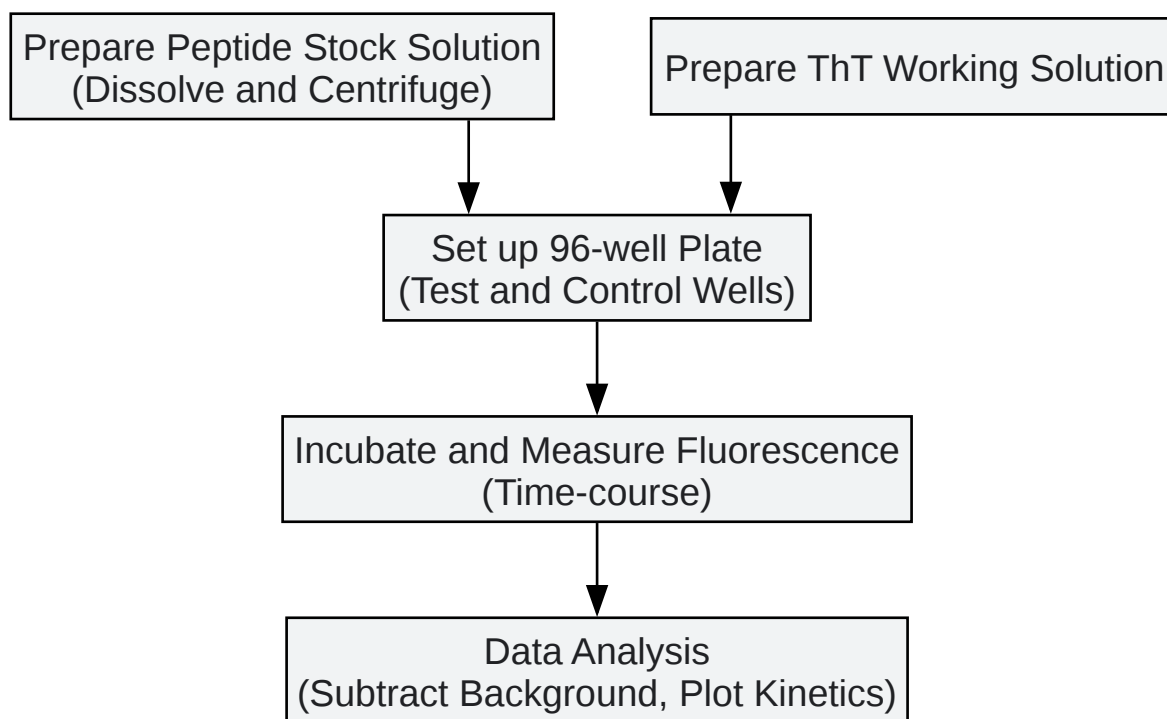 Prepare Peptide Stock Solution
(Dissolve and Centrifuge)
Prepare ThT Working Solution
Set up 96-well Plate
(Test and Control Wells)
Incubate and Measure Fluorescence
(Time-course)
Data Analysis
(Subtract Background, Plot Kinetics)